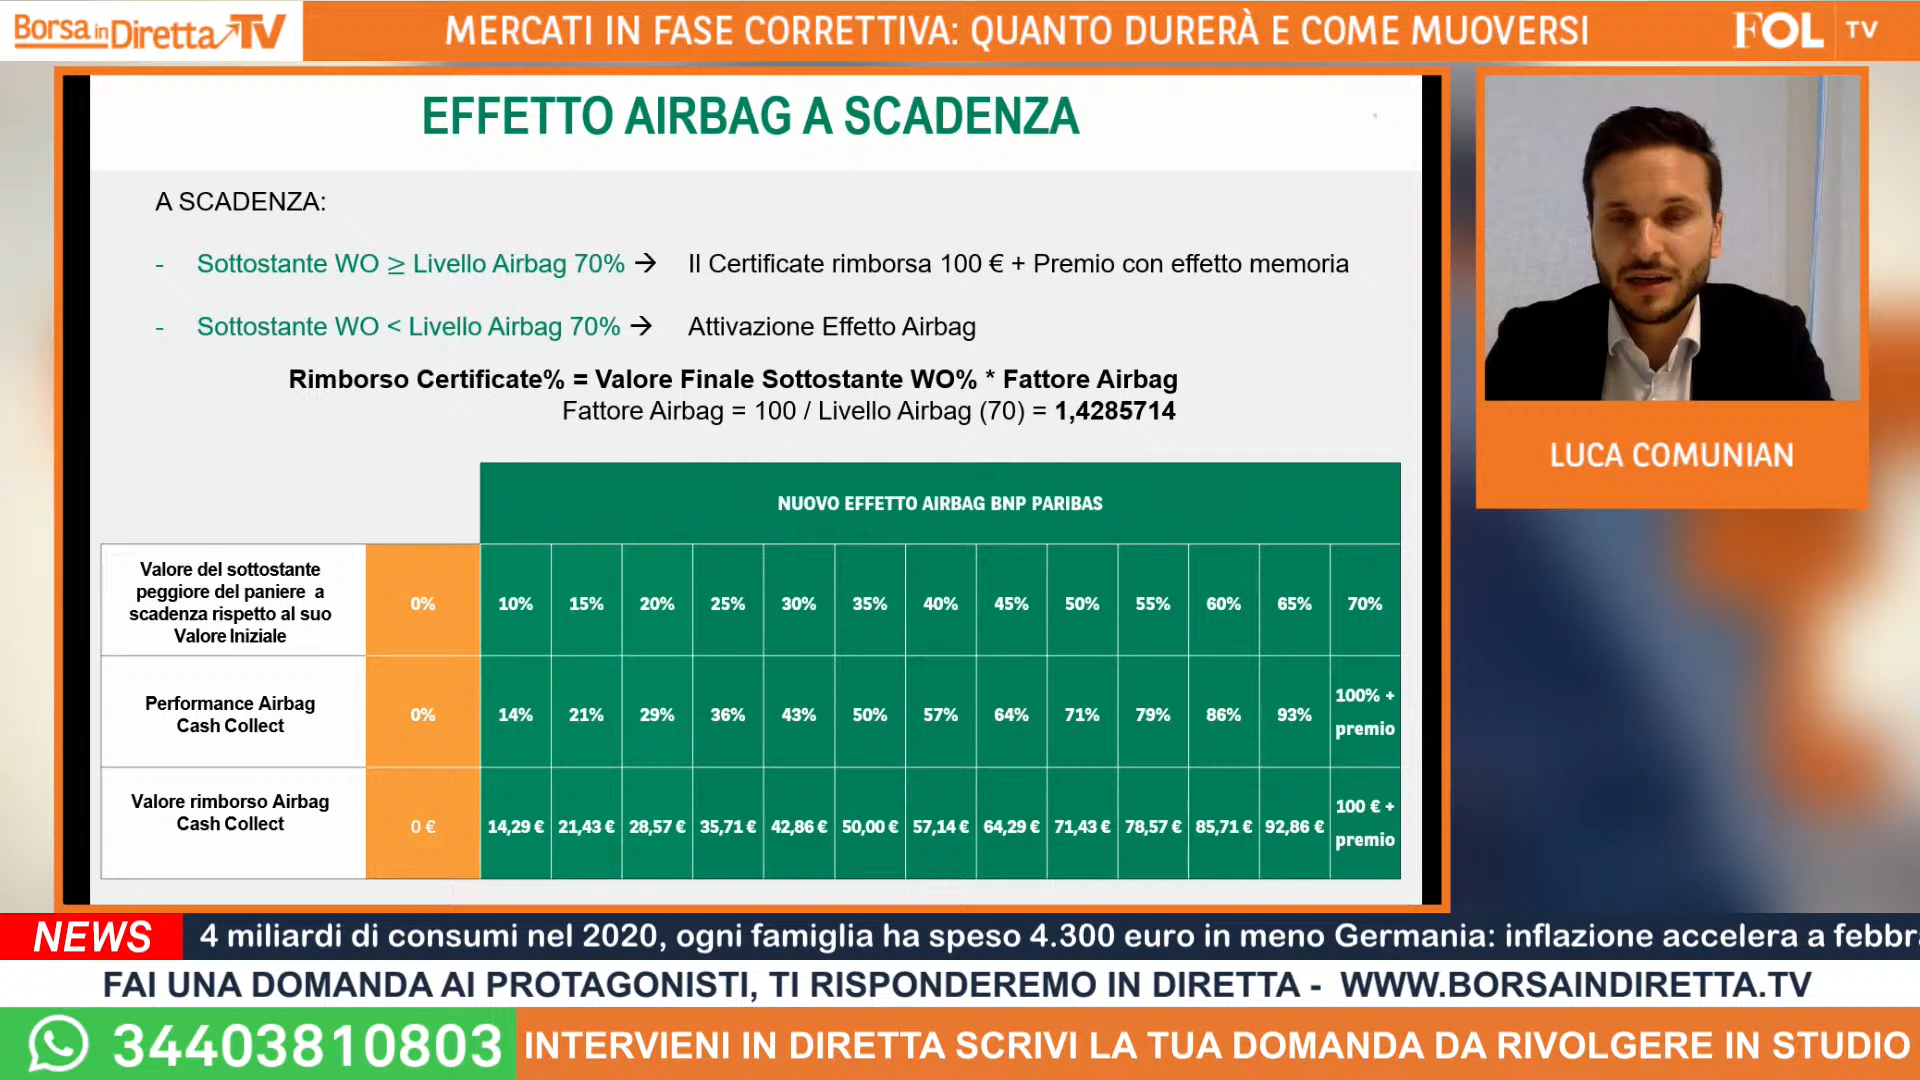 Borsa in Diretta TV
MERCATI IN FASE CORRETTIVA: QUANTO DURERÀ E COME MUOVERSI
FOL TV
EFFETTO AIRBAG A SCADENZA
A SCADENZA:
- Sottostante WO ≥ Livello Airbag 70% → Il Certificate rimborsa 100 € + Premio con effetto memoria
- Sottostante WO < Livello Airbag 70% → Attivazione Effetto Airbag
Rimborso Certificate% = Valore Finale Sottostante WO% * Fattore Airbag
Fattore Airbag = 100 / Livello Airbag (70) = 1,4285714
NUOVO EFFETTO AIRBAG BNP PARIBAS
Valore del sottostante
peggiore del paniere a
scadenza rispetto al suo
Valore Iniziale
0% 10% 15% 20% 25% 30% 35% 40% 45% 50% 55% 60% 65% 70%
Performance Airbag
Cash Collect
0% 14% 21% 29% 36% 43% 50% 57% 64% 71% 79% 86% 93% 100% +
premio
Valore rimborso Airbag
Cash Collect
0 € 14,29 € 21,43 € 28,57 € 35,71 € 42,86 € 50,00 € 57,14 € 64,29 € 71,43 € 78,57 € 85,71 € 92,86 € 100 € +
premio
LUCA COMUNIAN
NEWS 4 miliardi di consumi nel 2020, ogni famiglia ha speso 4.300 euro in meno Germania: inflazione accelera a febbra
FAI UNA DOMANDA AI PROTAGONISTI, TI RISPONDEREMO IN DIRETTA - WWW.BORSAINDIRETTA.TV
34403810803 INTERVIENI IN DIRETTA SCRIVI LA TUA DOMANDA DA RIVOLGERE IN STUDIO